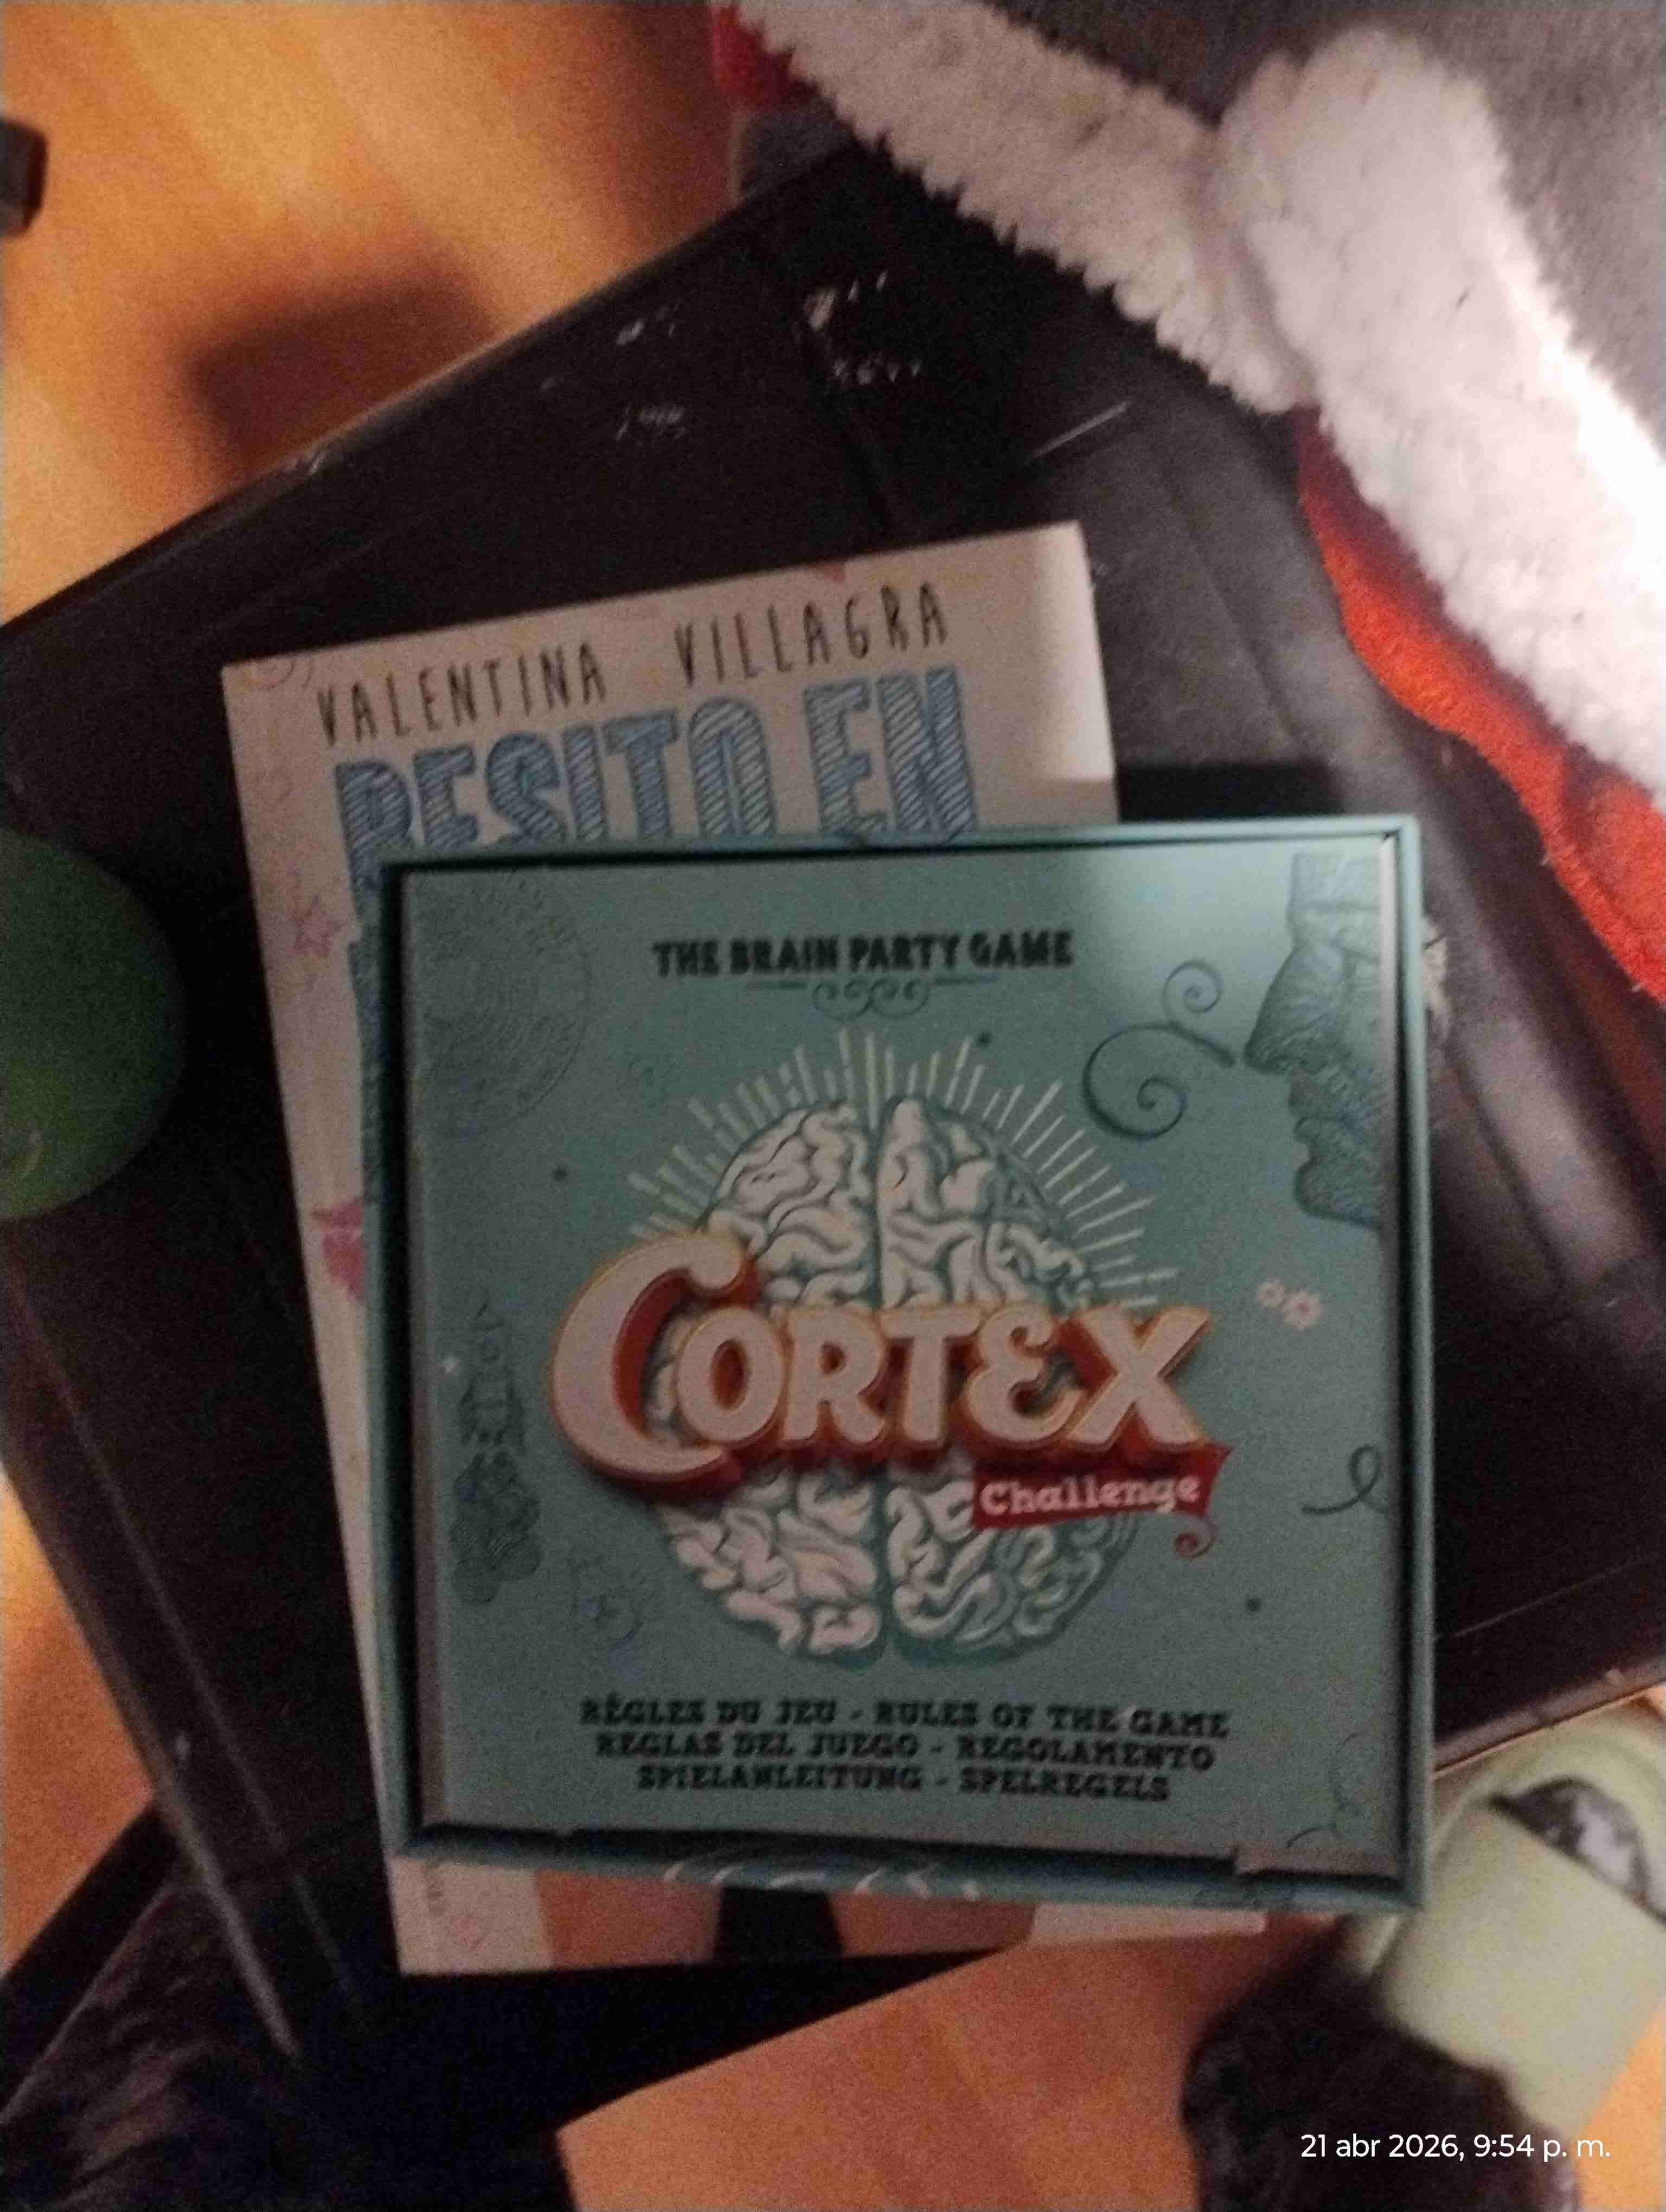 VALENTINA VILLAGRA
BESITO EN
THE BRAIN PARTY GAME
CORTEX
Challenge
RÈGLES DU JEU - RULES OF THE GAME
REGLAS DEL JUEGO - REGOLAMENTO
SPIELANLEITUNG - SPELREGELS
21 abr 2026, 9:54 p. m.